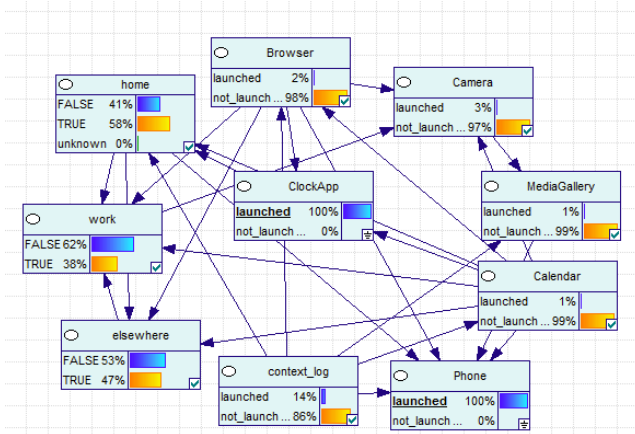 Browser
launched 2%
not_launch ... 98%
home
FALSE 41%
TRUE 58%
unknown 0%
Camera
launched 3%
not_launch ... 97%
ClockApp
launched 100%
not_launch ... 0%
MediaGallery
launched 1%
not_launch ... 99%
work
FALSE 62%
TRUE 38%
Calendar
launched 1%
not_launch ... 99%
elsewhere
FALSE 53%
TRUE 47%
context_log
launched 14%
not_launch ... 86%
Phone
launched 100%
not_launch ... 0%